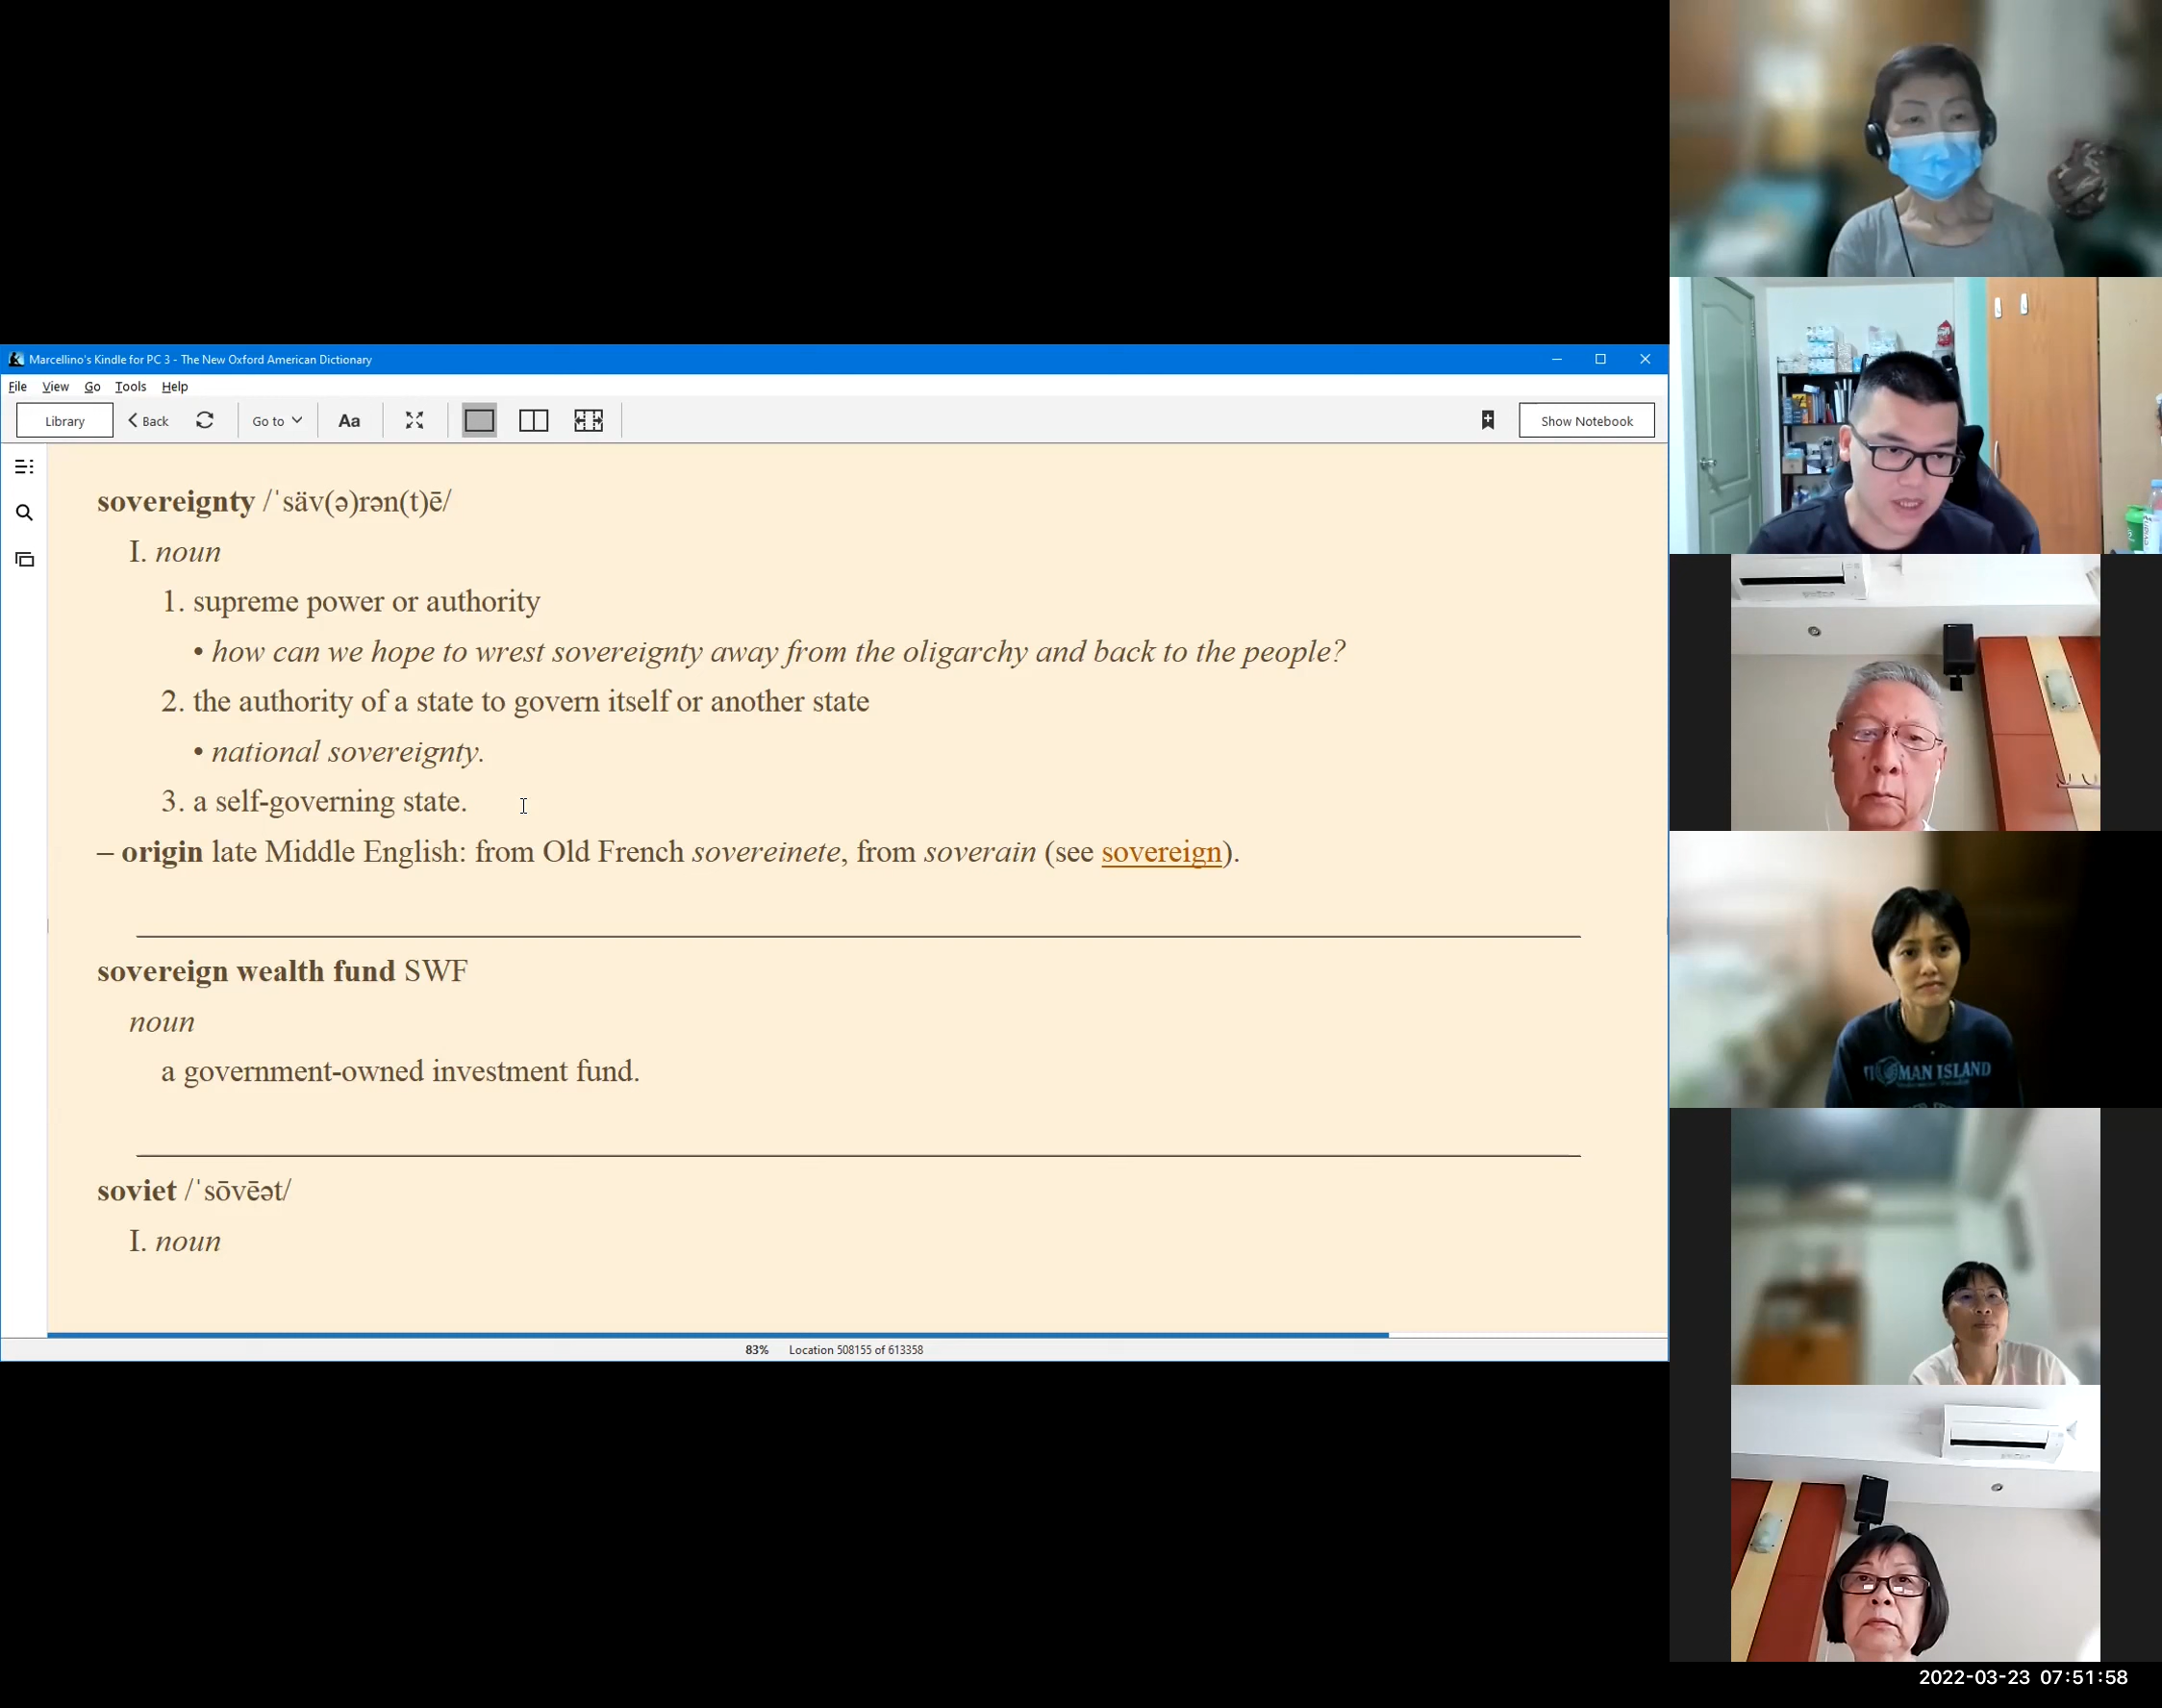 Marcellino's Kindle for PC 3 - The New Oxford American Dictionary
File View Go Tools Help
Library Back Go to Aa Show Notebook
sovereignty /ˈsäv(ə)rən(t)ē/
I. noun
1. supreme power or authority
• how can we hope to wrest sovereignty away from the oligarchy and back to the people?
2. the authority of a state to govern itself or another state
• national sovereignty.
3. a self-governing state.
– origin late Middle English: from Old French sovereinete, from soverain (see sovereign).
sovereign wealth fund SWF
noun
a government-owned investment fund.
soviet /ˈsōvēət/
I. noun
83% Location 508155 of 613358
MAN ISLAND
2022-03-23 07:51:58